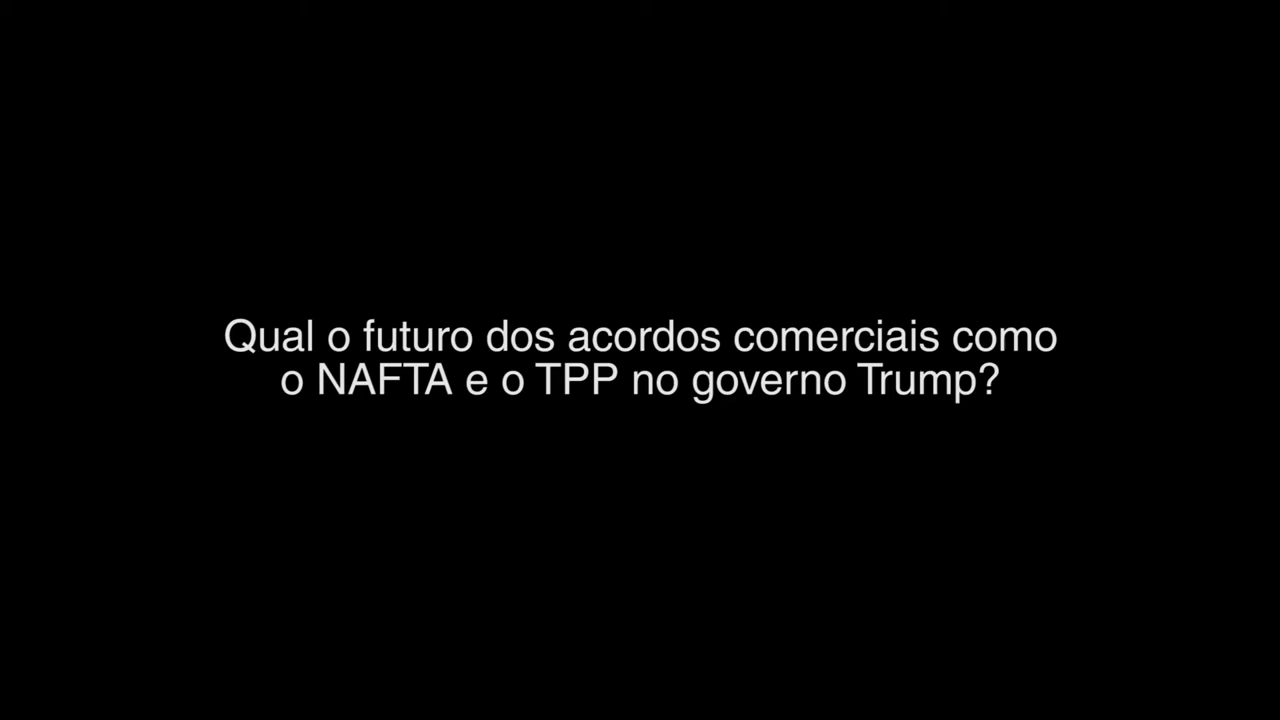 Qual o futuro dos acordos comerciais como
o NAFTA e o TPP no governo Trump?